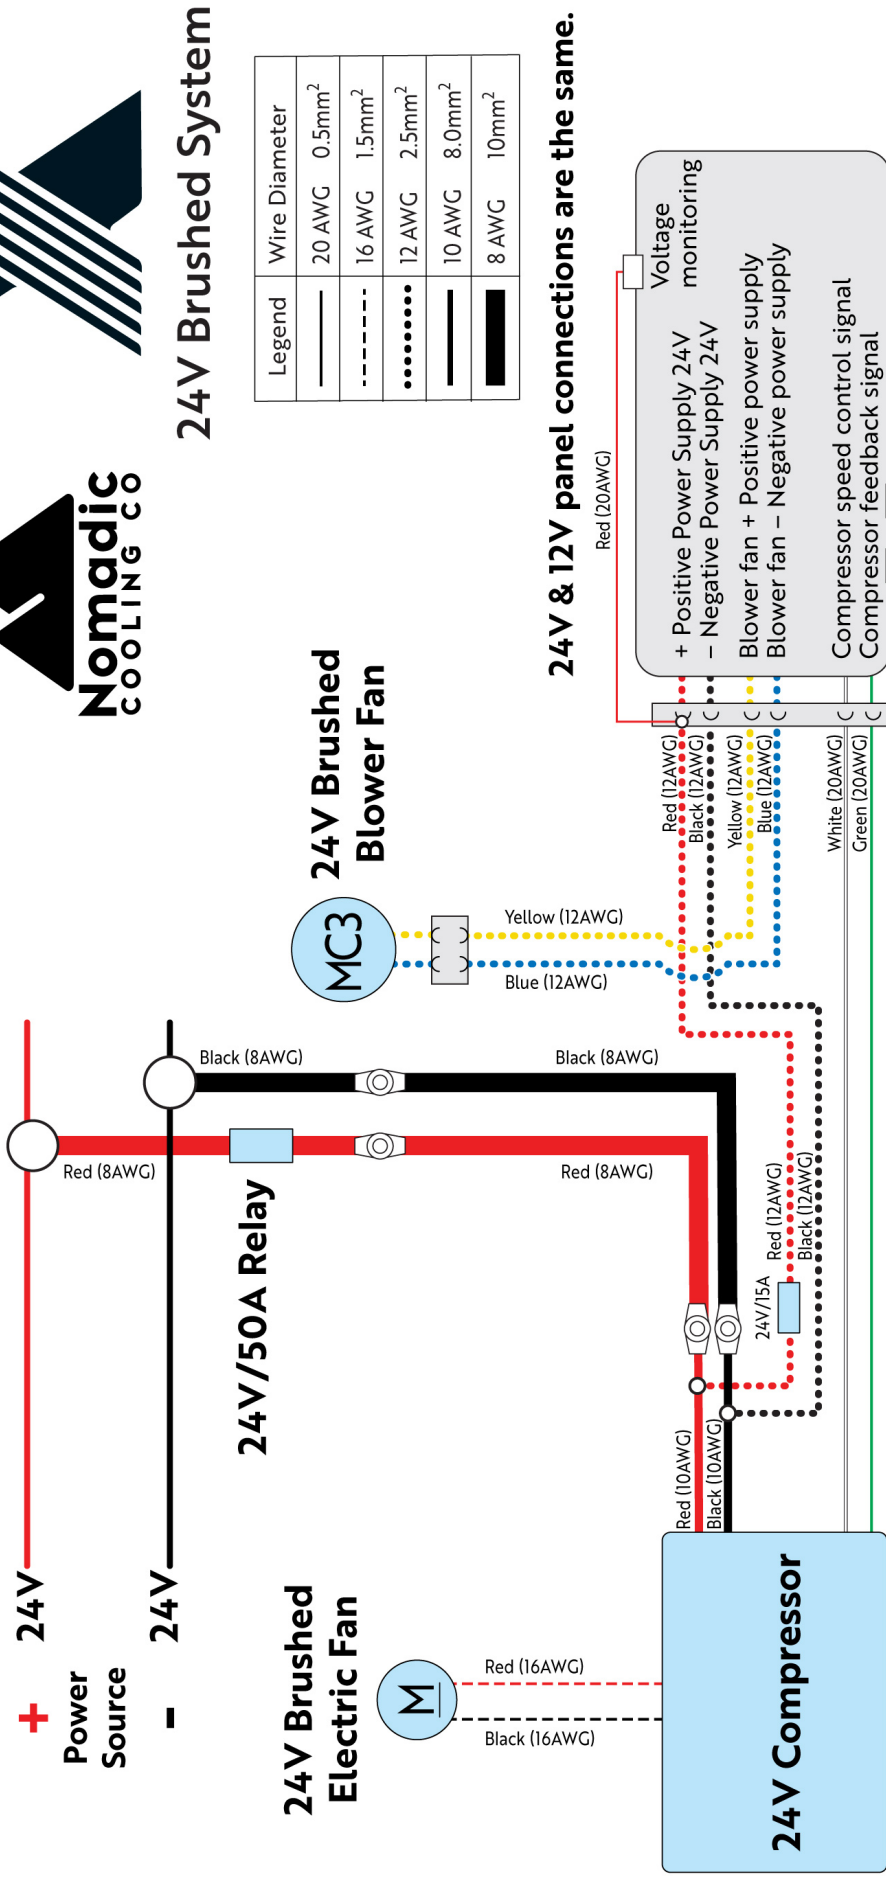 24V Brushed System
Nomadic
COOLING CO
Legend
Wire Diameter
20 AWG 0.5mm²
16 AWG 1.5mm²
12 AWG 2.5mm²
10 AWG 8.0mm²
8 AWG 10mm²
24V & 12V panel connections are the same.
+
24V
Power
Source
-
24V
Red (8AWG)
Black (8AWG)
24V/50A Relay
Red (8AWG)
Black (8AWG)
24V Brushed
Blower Fan
MC3
Yellow (12AWG)
Blue (12AWG)
24V Brushed
Electric Fan
M
Red (16AWG)
Black (16AWG)
Red (20AWG)
Voltage
monitoring
+ Positive Power Supply 24V
– Negative Power Supply 24V
Blower fan + Positive power supply
Blower fan – Negative power supply
Compressor speed control signal
Compressor feedback signal
Red (12AWG)
Black (12AWG)
Yellow (12AWG)
Blue (12AWG)
White (20AWG)
Green (20AWG)
24V/15A
Red (12AWG)
Black (12AWG)
Red (10AWG)
Black (10AWG)
24V Compressor